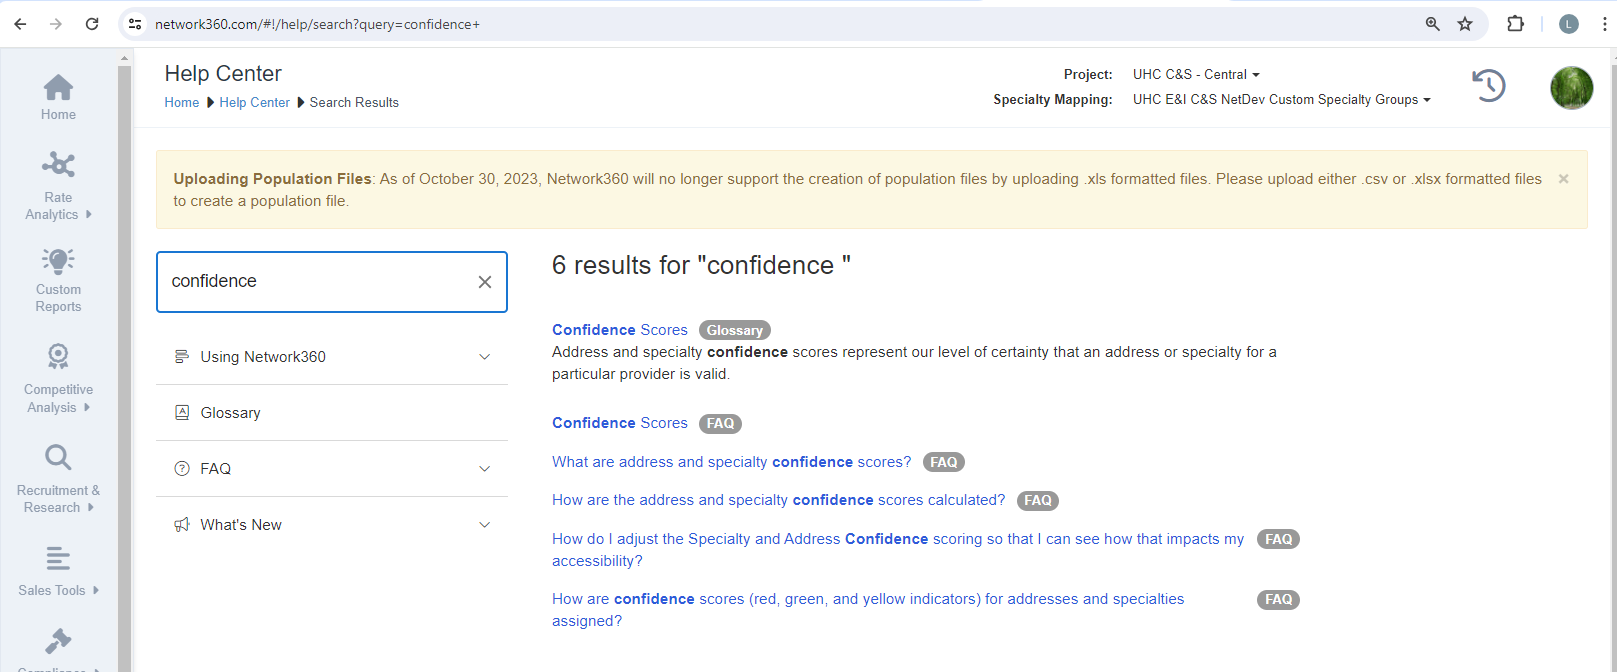 network360.com/#!/help/search?query=confidence+
L
Help Center
Home Help Center Search Results
Project: UHC C&S - Central
Specialty Mapping: UHC E&I C&S NetDev Custom Specialty Groups
Home
Rate
Analytics
Custom
Reports
Competitive
Analysis
Recruitment &
Research
Sales Tools
Uploading Population Files: As of October 30, 2023, Network360 will no longer support the creation of population files by uploading .xls formatted files. Please upload either .csv or .xlsx formatted files
to create a population file.
confidence
Using Network360
Glossary
FAQ
What's New
6 results for "confidence "
Confidence Scores Glossary
Address and specialty confidence scores represent our level of certainty that an address or specialty for a
particular provider is valid.
Confidence Scores FAQ
What are address and specialty confidence scores? FAQ
How are the address and specialty confidence scores calculated? FAQ
How do I adjust the Specialty and Address Confidence scoring so that I can see how that impacts my FAQ
accessibility?
How are confidence scores (red, green, and yellow indicators) for addresses and specialties FAQ
assigned?